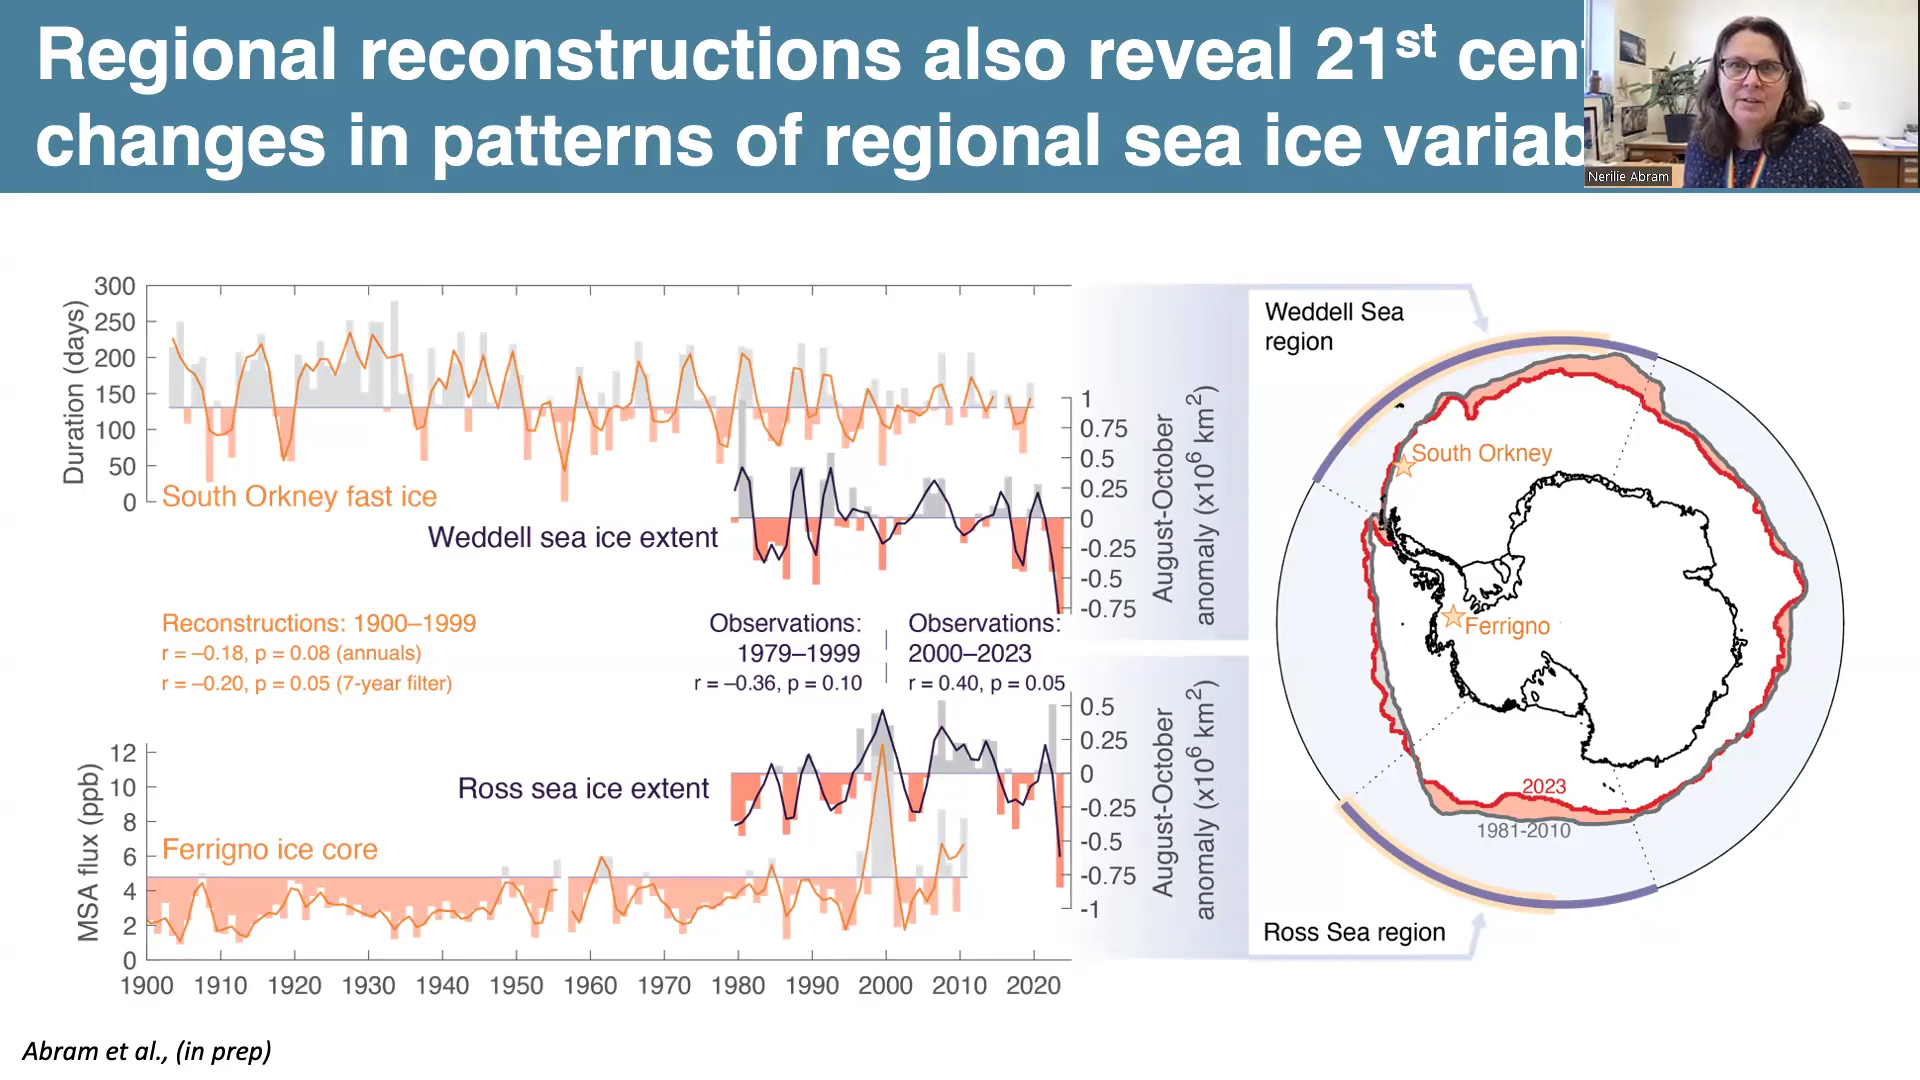 Regional reconstructions also reveal 21st cent
changes in patterns of regional sea ice variab
Nerilie Abram
300
250
200
150
100
50
0
Duration (days)
South Orkney fast ice
Weddell sea ice extent
1
0.75
0.5
0.25
0
-0.25
-0.5
-0.75
August-October
anomaly (x10⁶ km²)
Reconstructions: 1900–1999
r = –0.18, p = 0.08 (annuals)
r = –0.20, p = 0.05 (7-year filter)
Observations:
1979–1999
r = –0.36, p = 0.10
Observations:
2000–2023
r = 0.40, p = 0.05
12
10
8
6
4
2
0
MSA flux (ppb)
Ross sea ice extent
Ferrigno ice core
0.5
0.25
0
-0.25
-0.5
-0.75
-1
August-October
anomaly (x10⁶ km²)
1900 1910 1920 1930 1940 1950 1960 1970 1980 1990 2000 2010 2020
Weddell Sea
region
South Orkney
Ferrigno
2023
1981-2010
Ross Sea region
Abram et al., (in prep)